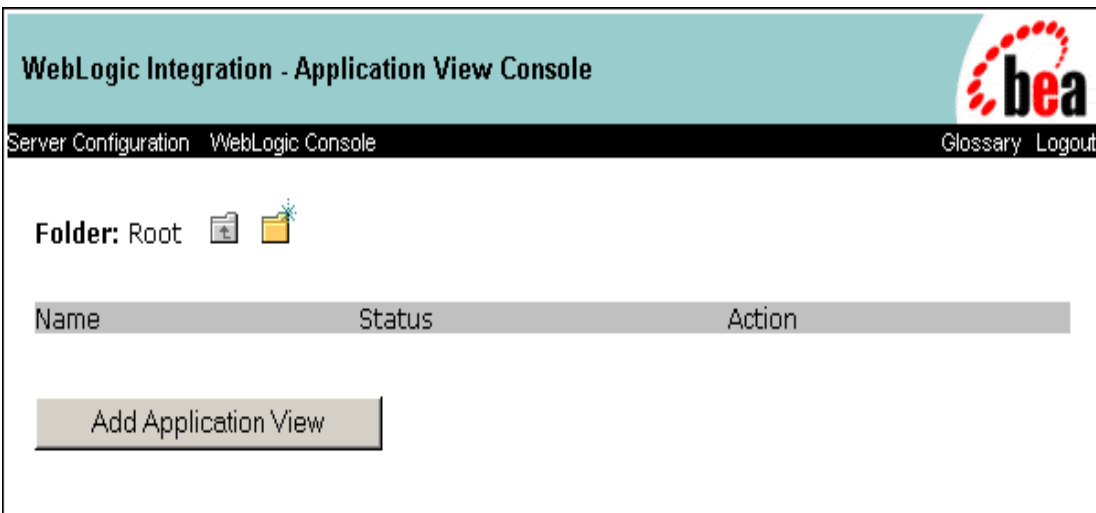 WebLogic Integration - Application View Console
bea
Server Configuration WebLogic Console Glossary Logout
Folder: Root
Name Status Action
Add Application View